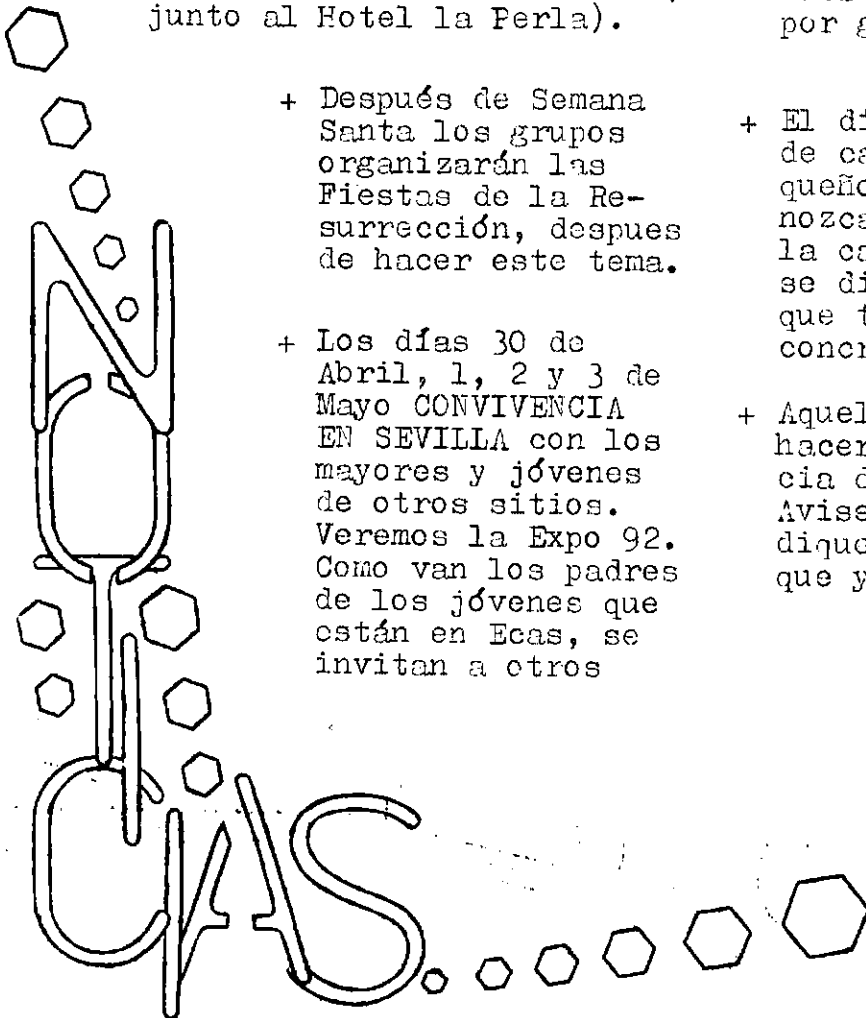 junto al Hotel la Perla).
+ Después de Semana
Santa los grupos
organizarán las
Fiestas de la Re-
surrección, despues
de hacer este tema.
+ Los días 30 de
Abril, 1, 2 y 3 de
Mayo CONVIVENCIA
EN SEVILLA con los
mayores y jóvenes
de otros sitios.
Veremos la Expo 92.
Como van los padres
de los jóvenes que
están en Ecas, se
invitan a otros
por g
+ El dí
de ca
queño
nozca
la ca
se di
que t
concr
+ Aquel
hacer
cia d
Avise
dique
que y
NOTICIAS.